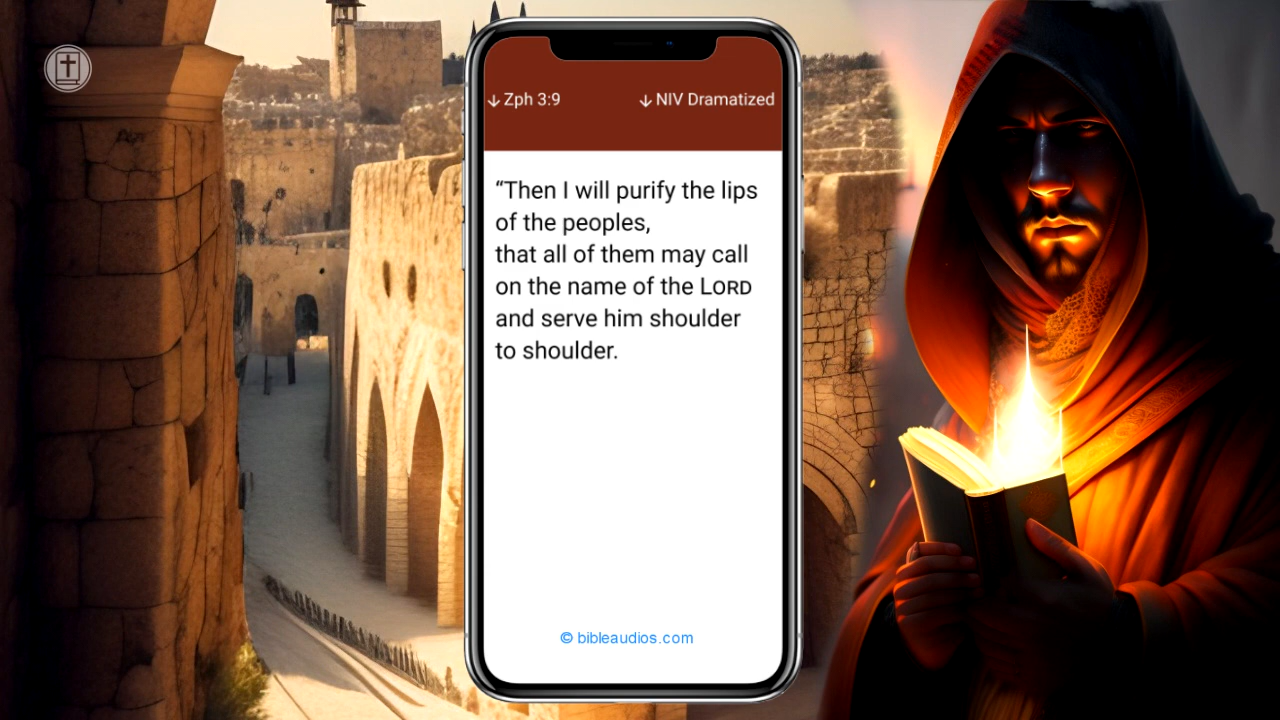 ↓ Zph 3:9
↓ NIV Dramatized
“Then I will purify the lips
of the peoples,
that all of them may call
on the name of the LORD
and serve him shoulder
to shoulder.
© bibleaudios.com